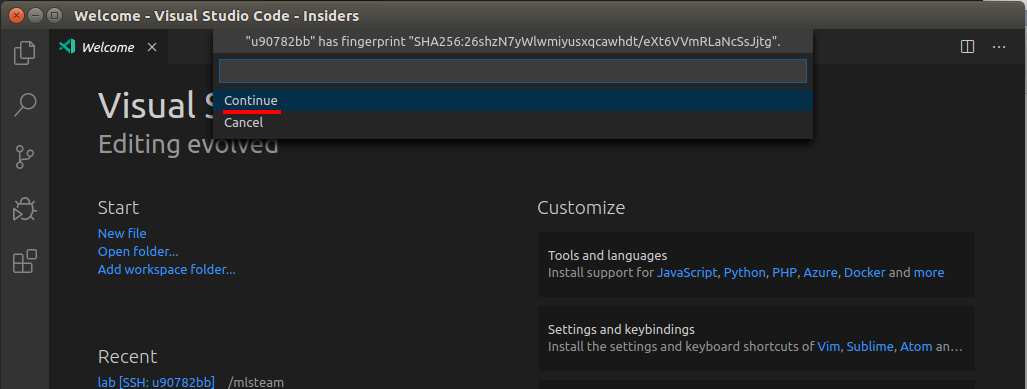 Welcome - Visual Studio Code - Insiders
Welcome
"u90782bb" has fingerprint "SHA256:26shzN7yWlwmiyusxqcawhdt/eXt6VVmRLaNcSsJjtg".
Continue
Cancel
Visual S
Editing evolved
Start
New file
Open folder...
Add workspace folder...
Recent
lab [SSH: u90782bb] /mlsteam
Customize
Tools and languages
Install support for JavaScript, Python, PHP, Azure, Docker and more
Settings and keybindings
Install the settings and keyboard shortcuts of Vim, Sublime, Atom an...